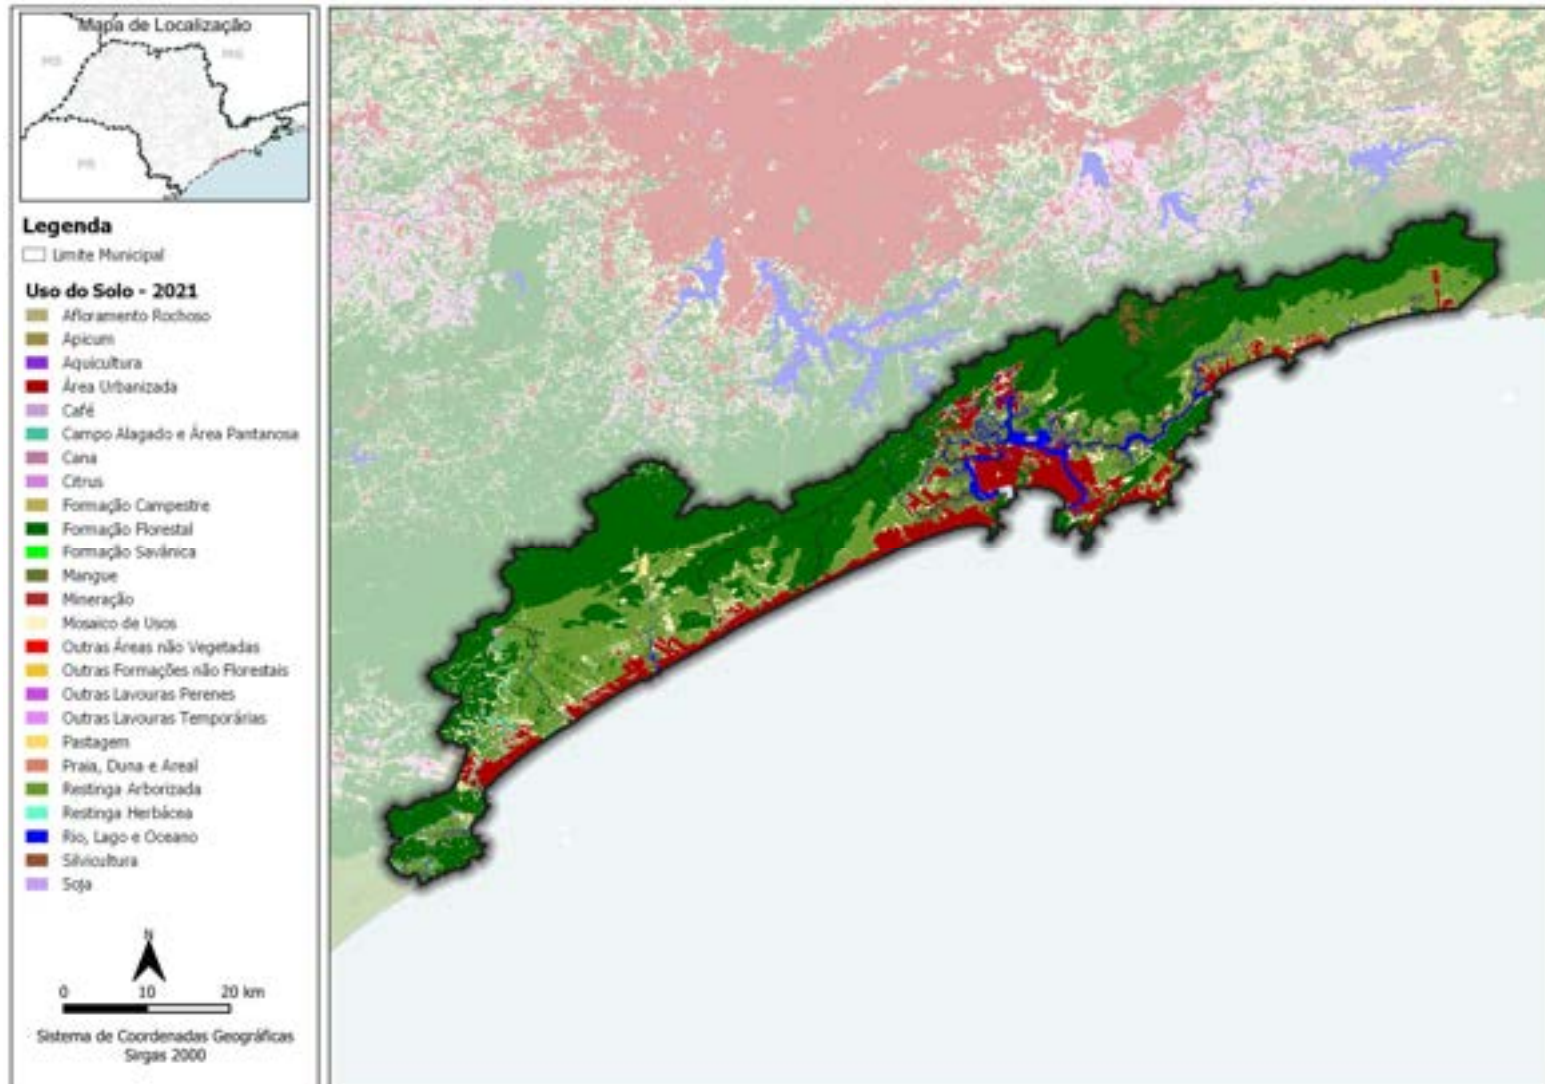 Mapa de Localização
MS
MG
PR
Legenda
Limite Municipal
Uso do Solo - 2021
Afloramento Rochoso
Apicum
Aquicultura
Área Urbanizada
Café
Campo Alagado e Área Pantanosa
Cana
Citrus
Formação Campestre
Formação Florestal
Formação Savânica
Mangue
Mineração
Mosaico de Usos
Outras Áreas não Vegetadas
Outras Formações não Florestais
Outras Lavouras Perenes
Outras Lavouras Temporárias
Pastagem
Praia, Duna e Areal
Restinga Arborizada
Restinga Herbácea
Rio, Lago e Oceano
Silvicultura
Soja
N
0 10 20 km
Sistema de Coordenadas Geográficas
Sirgas 2000